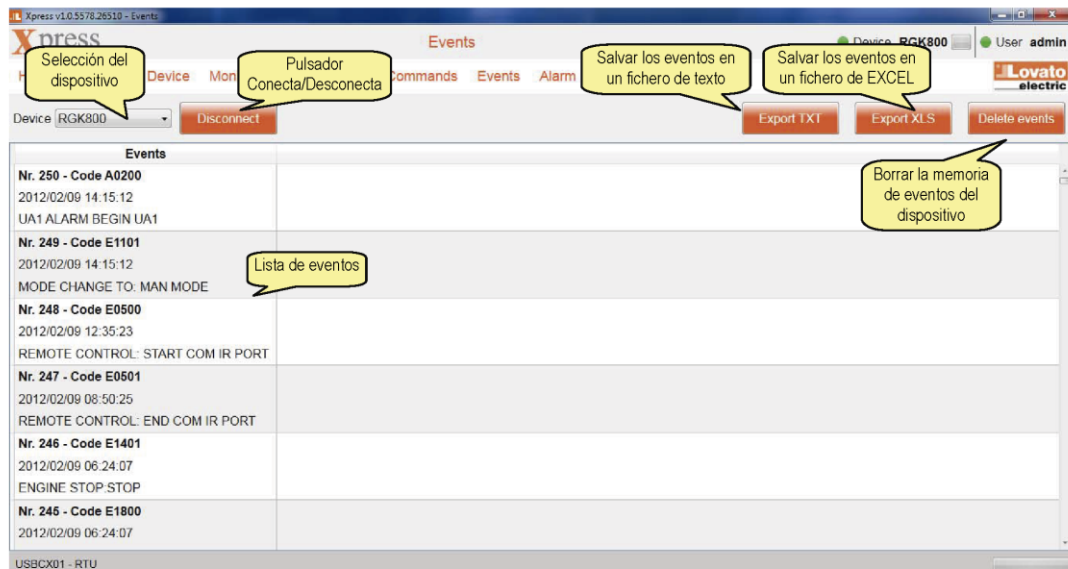 Xpress v1.0.5578.26510 - Events
Xpress
Events
Device RGK800
User admin
Selección del
dispositivo
Device
Pulsador
Conecta/Desconecta
Commands
Events
Alarm
Salvar los eventos en
un fichero de texto
Salvar los eventos en
un fichero de EXCEL
Lovato
electric
Device RGK800
Disconnect
Export TXT
Export XLS
Delete events
Events
Borrar la memoria
de eventos del
dispositivo
Nr. 250 - Code A0200
2012/02/09 14:15:12
UA1 ALARM BEGIN UA1
Nr. 249 - Code E1101
2012/02/09 14:15:12
Lista de eventos
MODE CHANGE TO: MAN MODE
Nr. 248 - Code E0500
2012/02/09 12:35:23
REMOTE CONTROL: START COM IR PORT
Nr. 247 - Code E0501
2012/02/09 08:50:25
REMOTE CONTROL: END COM IR PORT
Nr. 246 - Code E1401
2012/02/09 06:24:07
ENGINE STOP:STOP
Nr. 245 - Code E1800
2012/02/09 06:24:07
USBCX01 - RTU